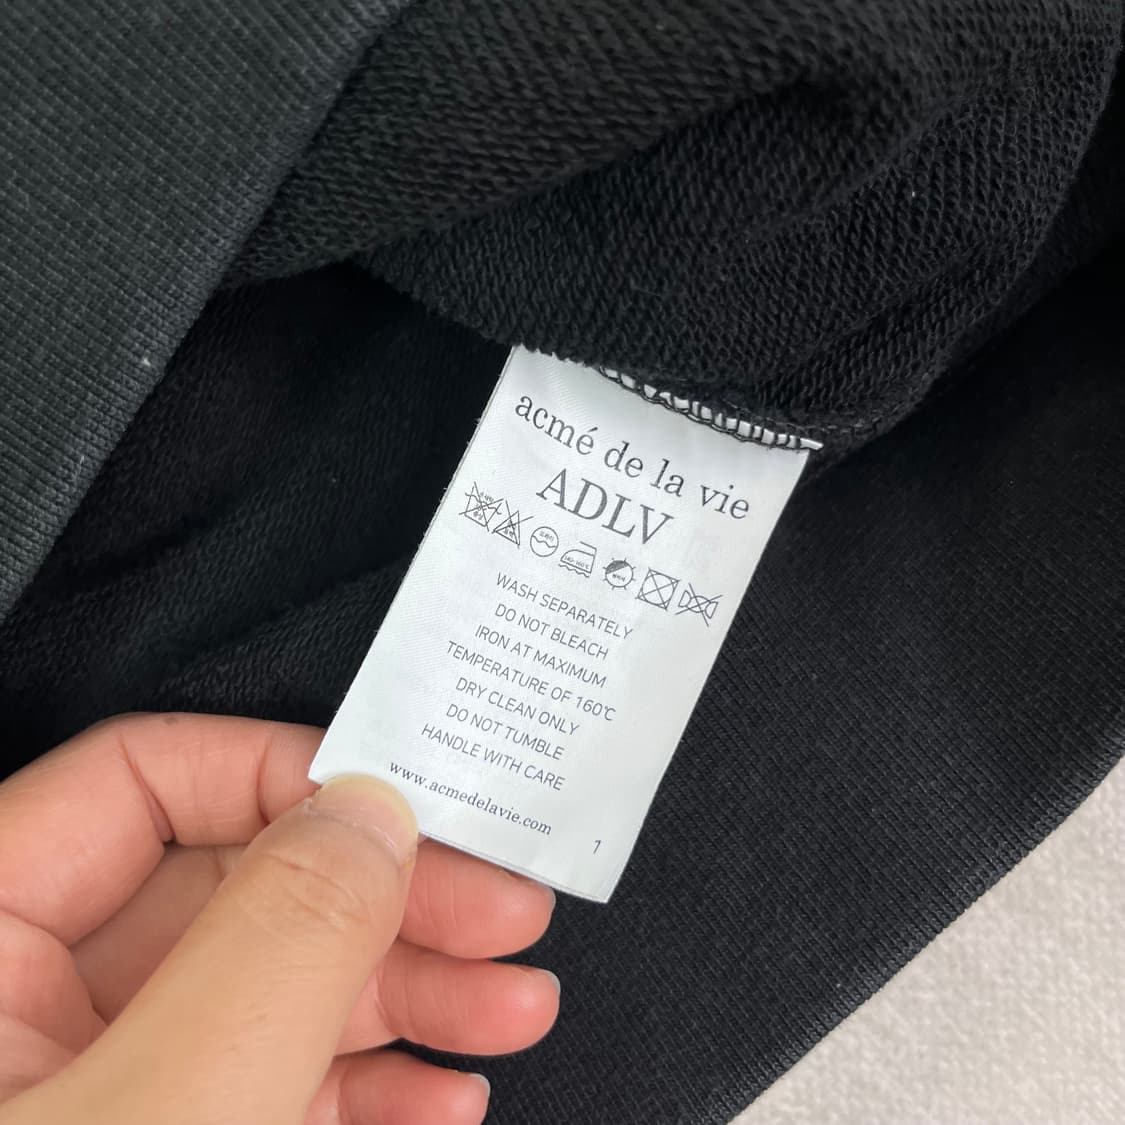 acmé de la vie
ADLV
WASH SEPARATELY
DO NOT BLEACH
IRON AT MAXIMUM
TEMPERATURE OF 160℃
DRY CLEAN ONLY
DO NOT TUMBLE
HANDLE WITH CARE
www.acmedelavie.com
1